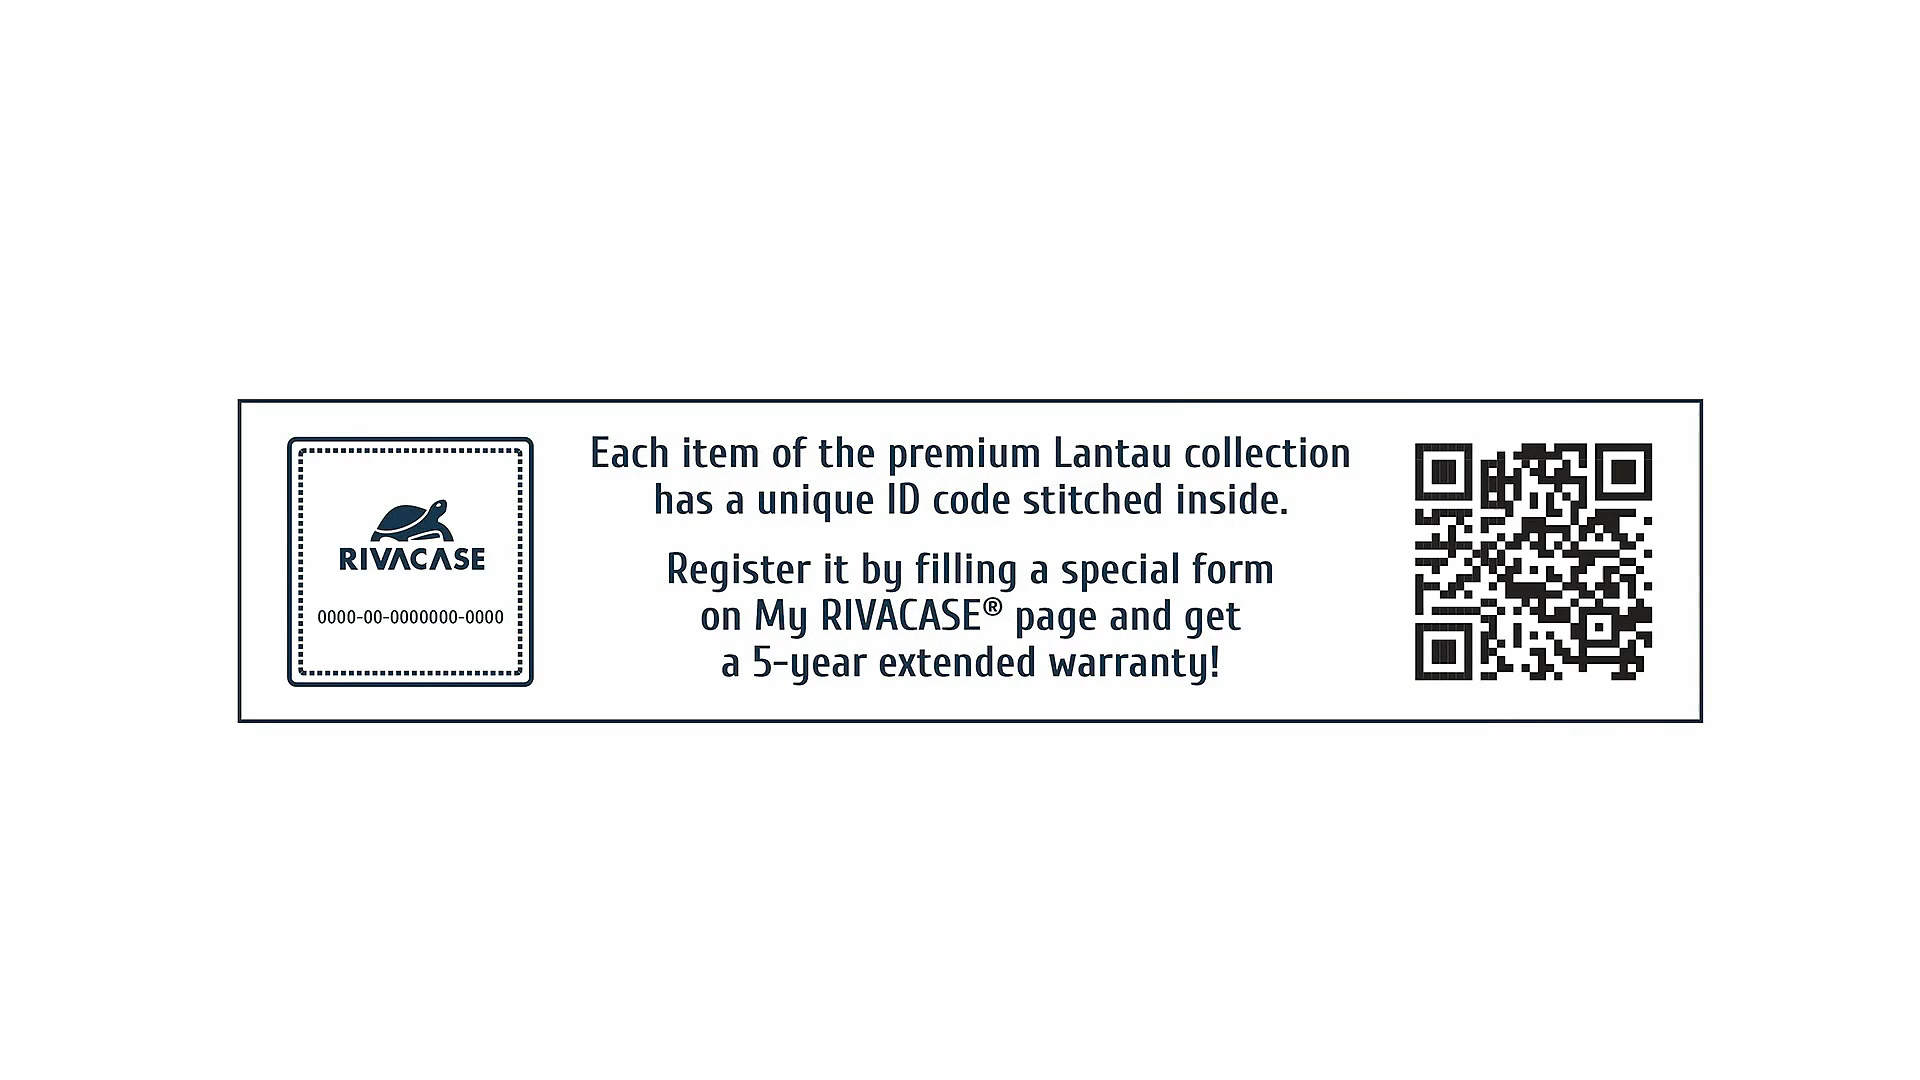 RIVACASE
0000-00-0000000-0000
Each item of the premium Lantau collection
has a unique ID code stitched inside.
Register it by filling a special form
on My RIVACASE® page and get
a 5-year extended warranty!